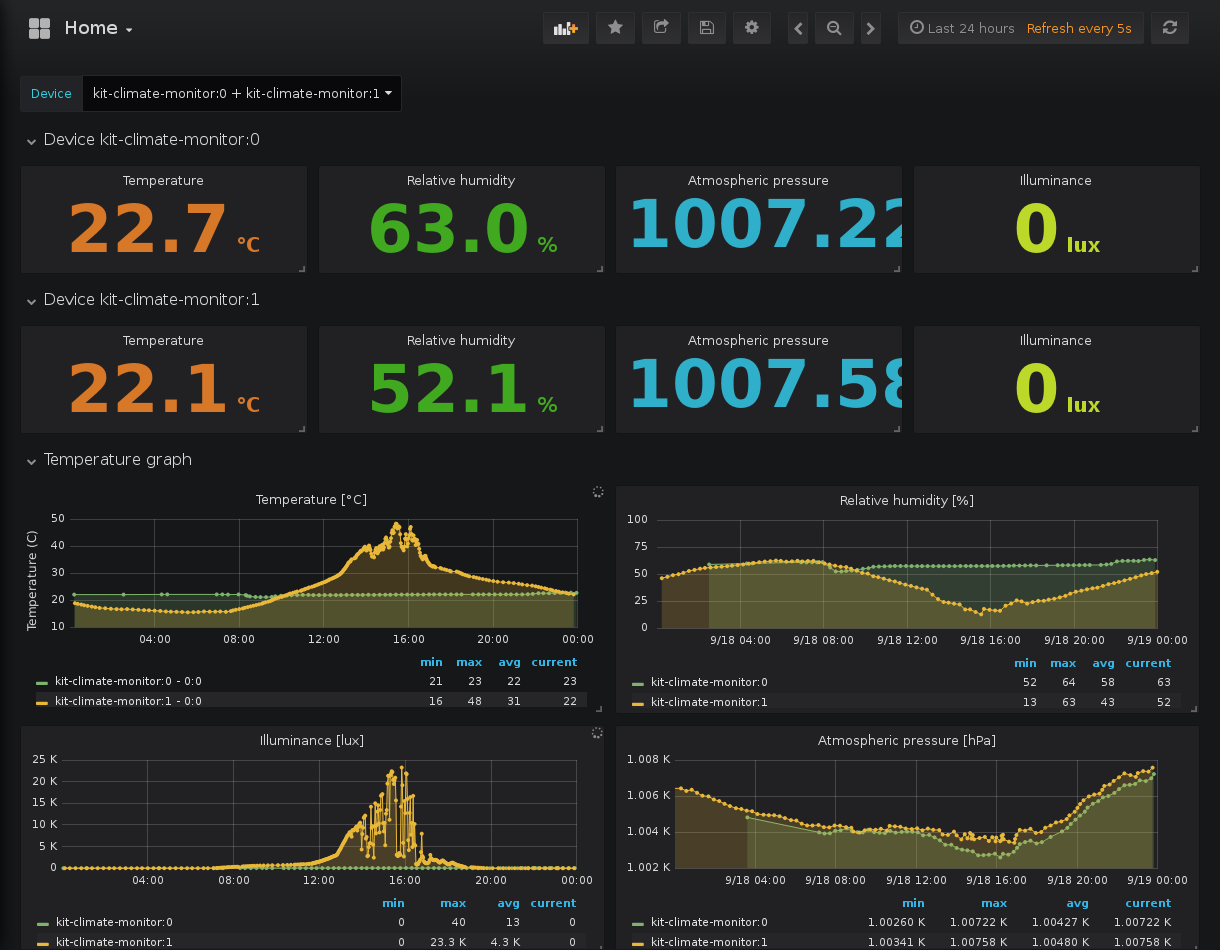 Home
Last 24 hours Refresh every 5s
Device kit-climate-monitor:0 + kit-climate-monitor:1
Device kit-climate-monitor:0
Temperature Relative humidity Atmospheric pressure Illuminance
22.7 °C 63.0 % 1007.22 0 lux
Device kit-climate-monitor:1
Temperature Relative humidity Atmospheric pressure Illuminance
22.1 °C 52.1 % 1007.58 0 lux
Temperature graph
Temperature [°C]
Temperature (C)
50
40
30
20
10
04:00 08:00 12:00 16:00 20:00 00:00
min max avg current
kit-climate-monitor:0 - 0:0 21 23 22 23
kit-climate-monitor:1 - 0:0 16 48 31 22
Relative humidity [%]
100
75
50
25
0
9/18 04:00 9/18 08:00 9/18 12:00 9/18 16:00 9/18 20:00 9/19 00:00
min max avg current
kit-climate-monitor:0 52 64 58 63
kit-climate-monitor:1 13 63 43 52
Illuminance [lux]
25 K
20 K
15 K
10 K
5 K
0
04:00 08:00 12:00 16:00 20:00 00:00
min max avg current
kit-climate-monitor:0 0 40 13 0
kit-climate-monitor:1 0 23.3 K 4.3 K 0
Atmospheric pressure [hPa]
1.008 K
1.006 K
1.004 K
1.002 K
9/18 04:00 9/18 08:00 9/18 12:00 9/18 16:00 9/18 20:00 9/19 00:00
min max avg current
kit-climate-monitor:0 1.00260 K 1.00722 K 1.00427 K 1.00722 K
kit-climate-monitor:1 1.00341 K 1.00758 K 1.00480 K 1.00758 K